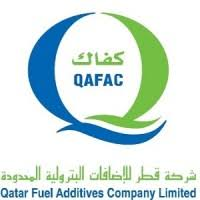 كفاك
QAFAC
شركة قطر للإضافات البترولية المحدودة
Qatar Fuel Additives Company Limited